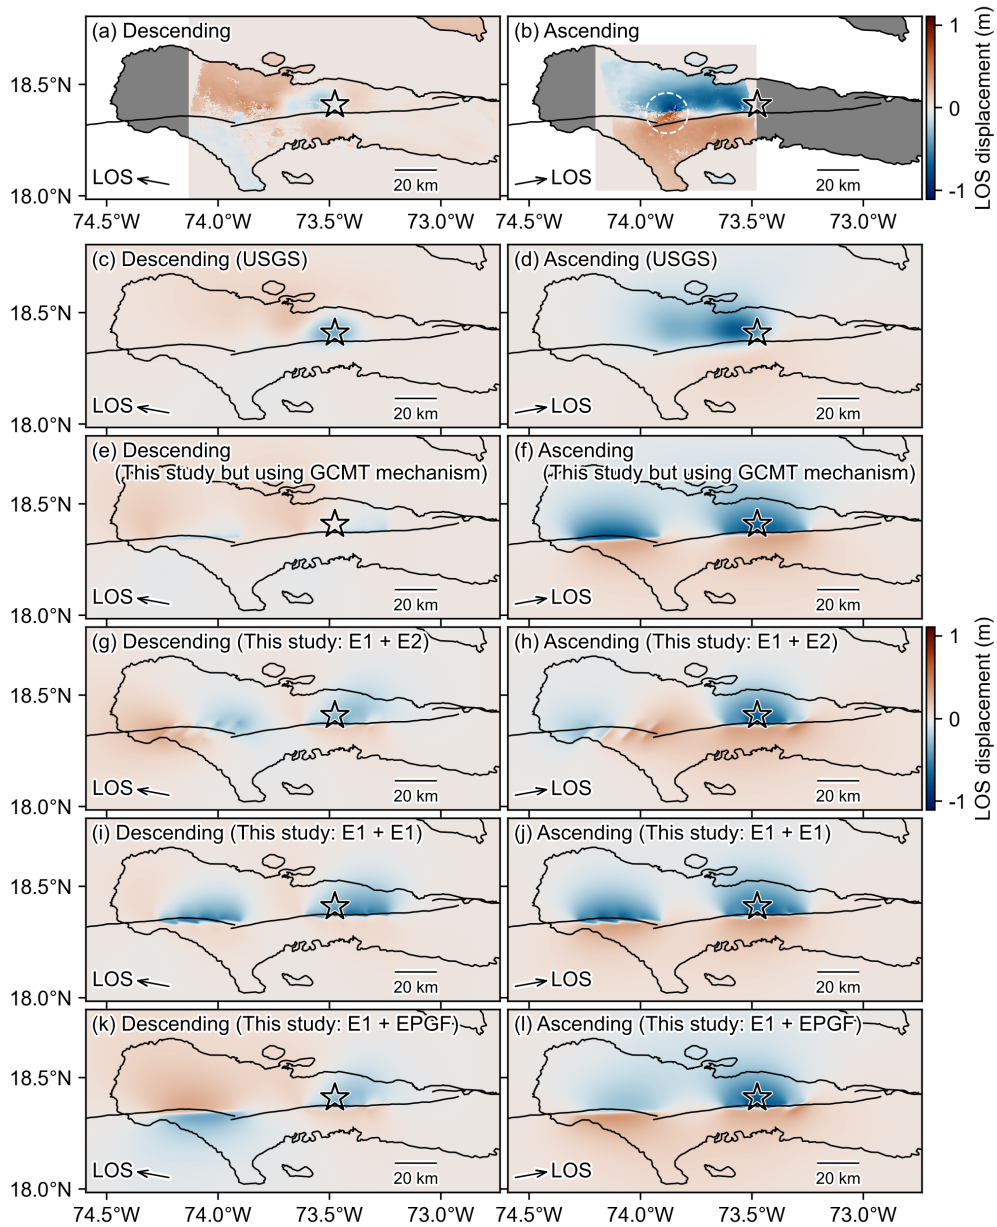 (a) Descending
(b) Ascending
18.5°N
18.0°N
LOS
20 km
LOS
20 km
74.5°W 74.0°W 73.5°W 73.0°W
74.5°W 74.0°W 73.5°W 73.0°W
1
0
-1
LOS displacement (m)
(c) Descending (USGS)
(d) Ascending (USGS)
18.5°N
18.0°N
LOS
20 km
LOS
20 km
(e) Descending
(This study but using GCMT mechanism)
(f) Ascending
(This study but using GCMT mechanism)
18.5°N
18.0°N
LOS
20 km
LOS
20 km
(g) Descending (This study: E1 + E2)
(h) Ascending (This study: E1 + E2)
18.5°N
18.0°N
LOS
20 km
LOS
20 km
1
0
-1
LOS displacement (m)
(i) Descending (This study: E1 + E1)
(j) Ascending (This study: E1 + E1)
18.5°N
18.0°N
LOS
20 km
LOS
20 km
(k) Descending (This study: E1 + EPGF)
(l) Ascending (This study: E1 + EPGF)
18.5°N
18.0°N
LOS
20 km
LOS
20 km
74.5°W 74.0°W 73.5°W 73.0°W
74.5°W 74.0°W 73.5°W 73.0°W